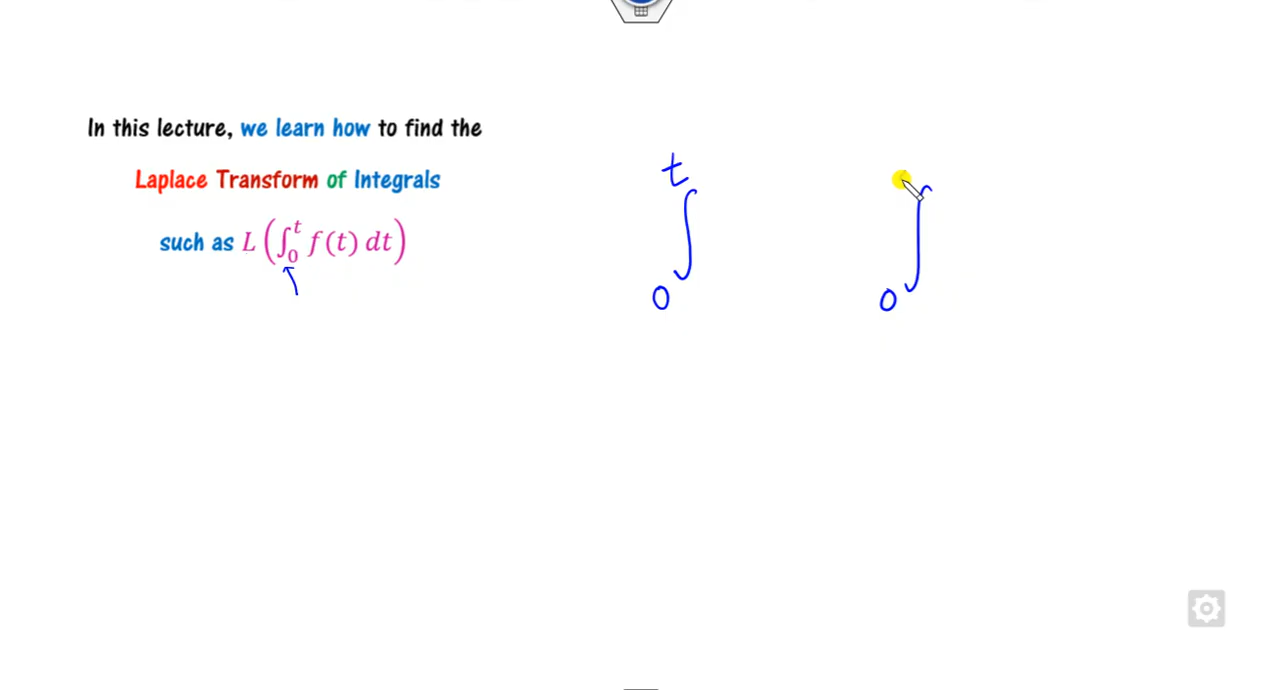 In this lecture, we learn how to find the
Laplace Transform of Integrals
such as L (∫₀ᵗ f(t) dt)
t
∫ ∫
0 0